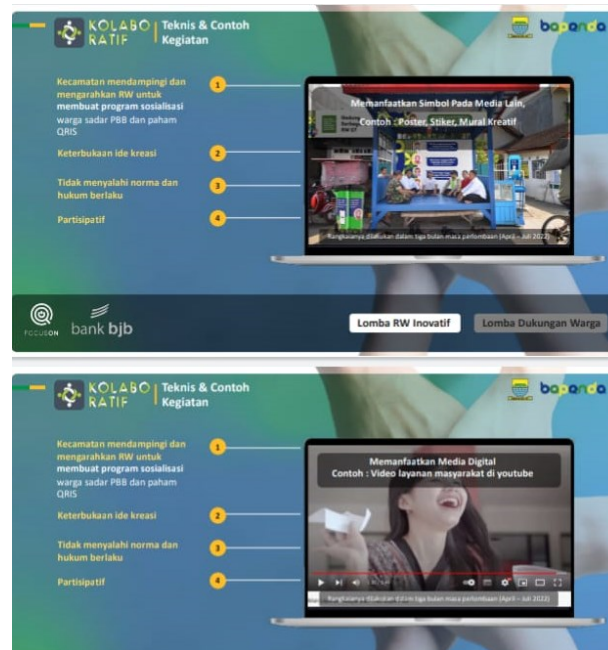 KOLABO
RATIF
Teknis & Contoh
Kegiatan
bapenda
Kecamatan mendampingi dan
mengarahkan RW untuk
membuat program sosialisasi
warga sadar PBB dan paham
QRIS
1
Keterbukaan ide kreasi
2
Tidak menyalahi norma dan
hukum berlaku
3
Partisipatif
4
Memanfaatkan Simbol Pada Media Lain,
Contoh : Poster, Stiker, Mural Kreatif
Rangkaianya dilakukan dalam tiga bulan masa perlombaan (April – Juli 2022)
FOCUSON
bank bjb
Lomba RW Inovatif
Lomba Dukungan Warga
KOLABO
RATIF
Teknis & Contoh
Kegiatan
bapenda
Kecamatan mendampingi dan
mengarahkan RW untuk
membuat program sosialisasi
warga sadar PBB dan paham
QRIS
1
Keterbukaan ide kreasi
2
Tidak menyalahi norma dan
hukum berlaku
3
Partisipatif
4
Memanfaatkan Media Digital
Contoh : Video layanan masyarakat di youtube
Rangkaianya dilakukan dalam tiga bulan masa perlombaan (April – Juli 2022)